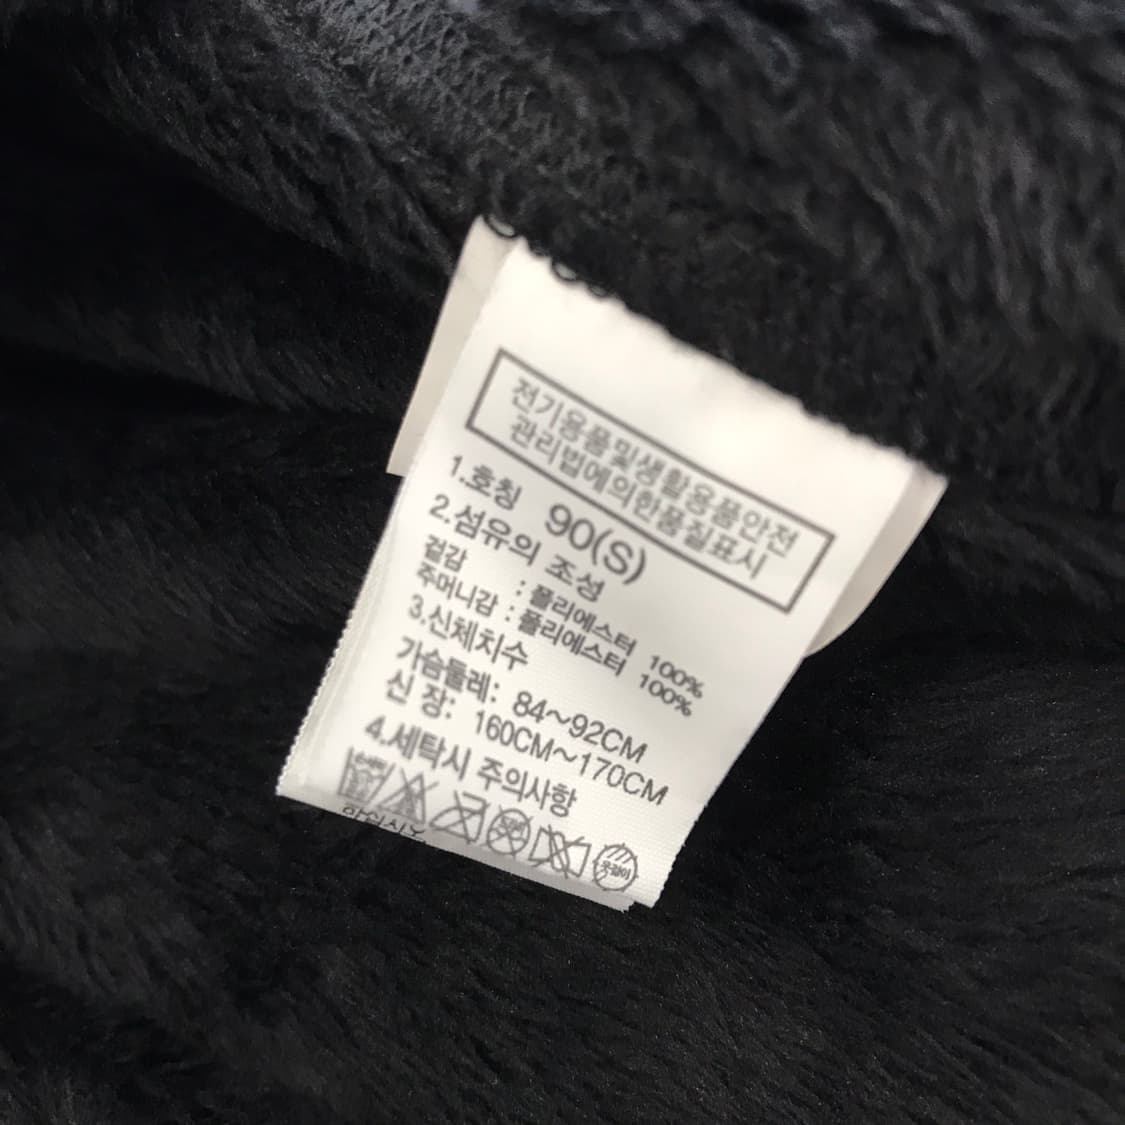 전기용품및생활용품안전
관리법에의한품질표시
1.호칭 90(S)
2.섬유의 조성
겉감 : 폴리에스터 100%
주머니감 : 폴리에스터 100%
3.신체치수
가슴둘레: 84~92CM
신 장: 160CM~170CM
4.세탁시 주의사항
옷걸이